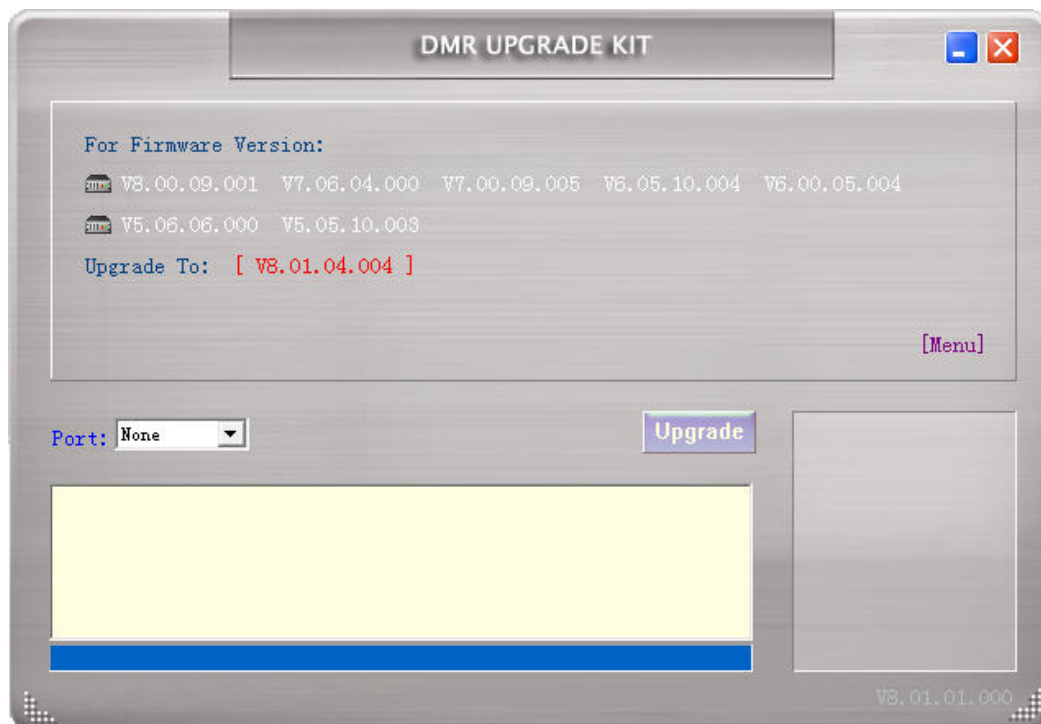 DMR UPGRADE KIT
For Firmware Version:
V8.00.09.001 V7.06.04.000 V7.00.09.005 V6.05.10.004 V6.00.05.004
V5.06.06.000 V5.05.10.003
Upgrade To: [ V8.01.04.004 ]
[Menu]
Port: None
Upgrade
V8.01.01.000